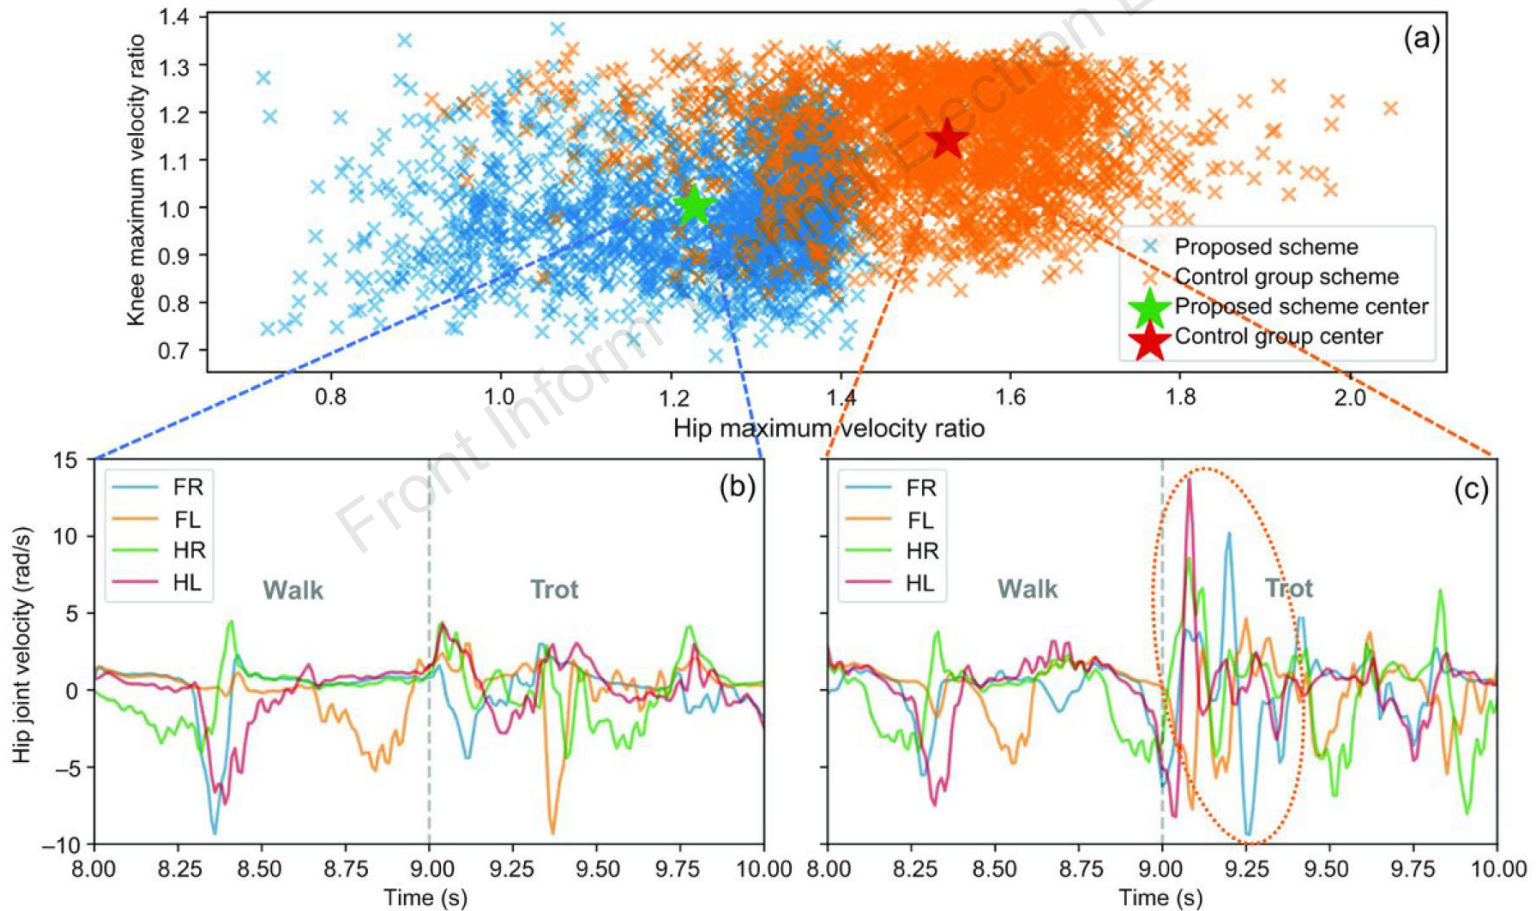 (a)
1.4
1.3
1.2
1.1
1.0
0.9
0.8
0.7
Knee maximum velocity ratio
Proposed scheme
Control group scheme
Proposed scheme center
Control group center
0.8 1.0 1.2 1.4 1.6 1.8 2.0
Hip maximum velocity ratio
Front Inform
Electron E
(b)
FR
FL
HR
HL
Walk
Trot
15
10
5
0
–5
–10
Hip joint velocity (rad/s)
8.00 8.25 8.50 8.75 9.00 9.25 9.50 9.75 10.00
Time (s)
(c)
FR
FL
HR
HL
Walk
Trot
8.00 8.25 8.50 8.75 9.00 9.25 9.50 9.75 10.00
Time (s)